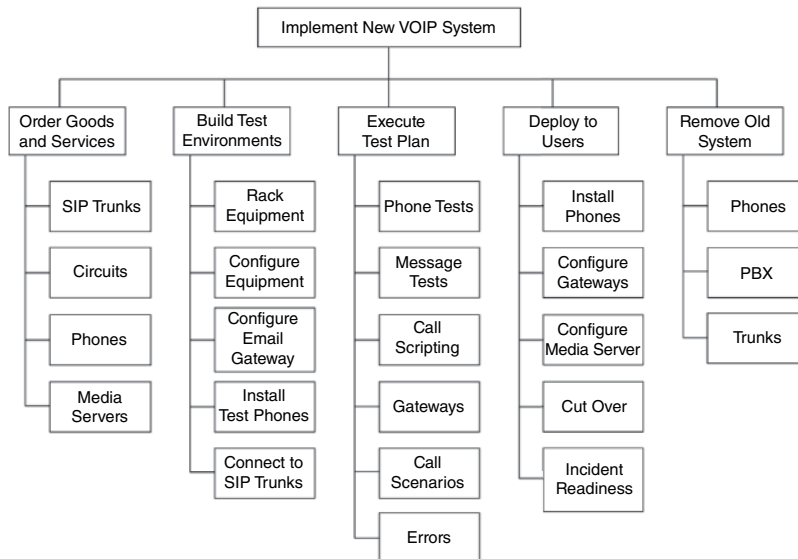 Implement New VOIP System
Order Goods
and Services
SIP Trunks
Circuits
Phones
Media
Servers
Build Test
Environments
Rack
Equipment
Configure
Equipment
Configure
Email
Gateway
Install
Test Phones
Connect to
SIP Trunks
Execute
Test Plan
Phone Tests
Message
Tests
Call
Scripting
Gateways
Call
Scenarios
Errors
Deploy to
Users
Install
Phones
Configure
Gateways
Configure
Media Server
Cut Over
Incident
Readiness
Remove Old
System
Phones
PBX
Trunks